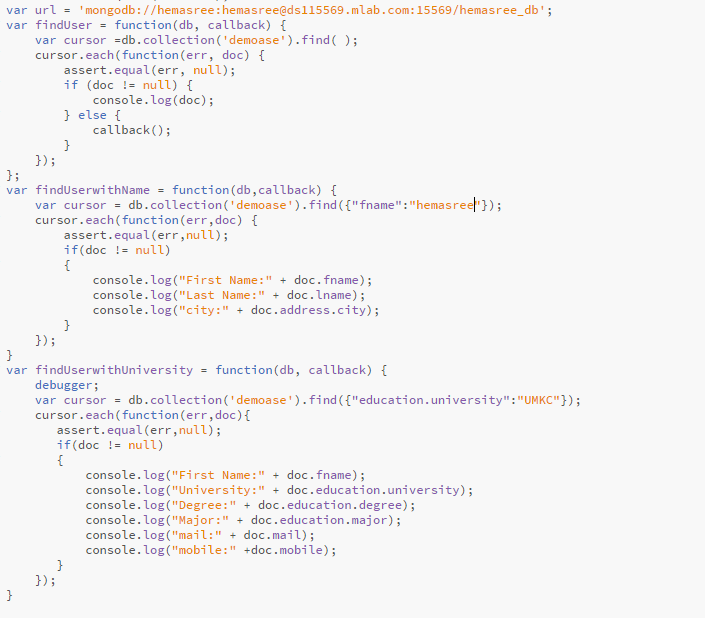 var url = 'mongodb://hemasree:hemasree@ds115569.mlab.com:15569/hemasree_db';
var findUser = function(db, callback) {
    var cursor =db.collection('demoase').find( );
    cursor.each(function(err, doc) {
        assert.equal(err, null);
        if (doc != null) {
            console.log(doc);
        } else {
            callback();
        }
    });
};
var findUserwithName = function(db,callback) {
    var cursor = db.collection('demoase').find({"fname":"hemasree"});
    cursor.each(function(err,doc) {
        assert.equal(err,null);
        if(doc != null)
        {
            console.log("First Name:" + doc.fname);
            console.log("Last Name:" + doc.lname);
            console.log("city:" + doc.address.city);
        }
    });
}
var findUserwithUniversity = function(db, callback) {
    debugger;
    var cursor = db.collection('demoase').find({"education.university":"UMKC"});
    cursor.each(function(err,doc){
       assert.equal(err,null);
       if(doc != null)
       {
           console.log("First Name:" + doc.fname);
           console.log("University:" + doc.education.university);
           console.log("Degree:" + doc.education.degree);
           console.log("Major:" + doc.education.major);
           console.log("mail:" + doc.mail);
           console.log("mobile:" +doc.mobile);
       }
    });
}